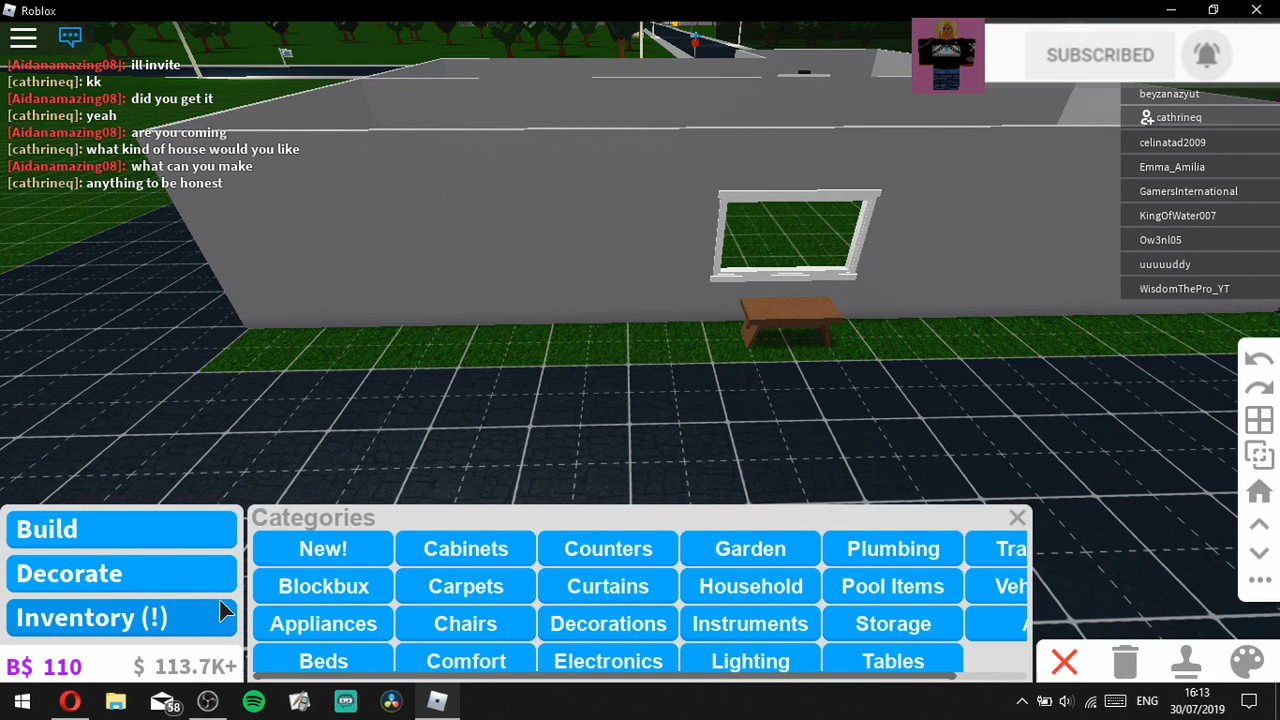 Roblox
SUBSCRIBED
[Aidanamazing08]: ill invite
[cathrineq]: kk
[Aidanamazing08]: did you get it
[cathrineq]: yeah
[Aidanamazing08]: are you coming
[cathrineq]: what kind of house would you like
[Aidanamazing08]: what can you make
[cathrineq]: anything to be honest
beyzanazyut
cathrineq
celinatad2009
Emma_Amilia
GamersInternational
KingOfWater007
Ow3nl05
uuuuuddy
WisdomThePro_YT
Build
Decorate
Inventory (!)
B$ 110 $ 113.7K+
Categories
New! Cabinets Counters Garden Plumbing Tra
Blockbux Carpets Curtains Household Pool Items Veh
Appliances Chairs Decorations Instruments Storage
Beds Comfort Electronics Lighting Tables
58
ENG
16:13
30/07/2019